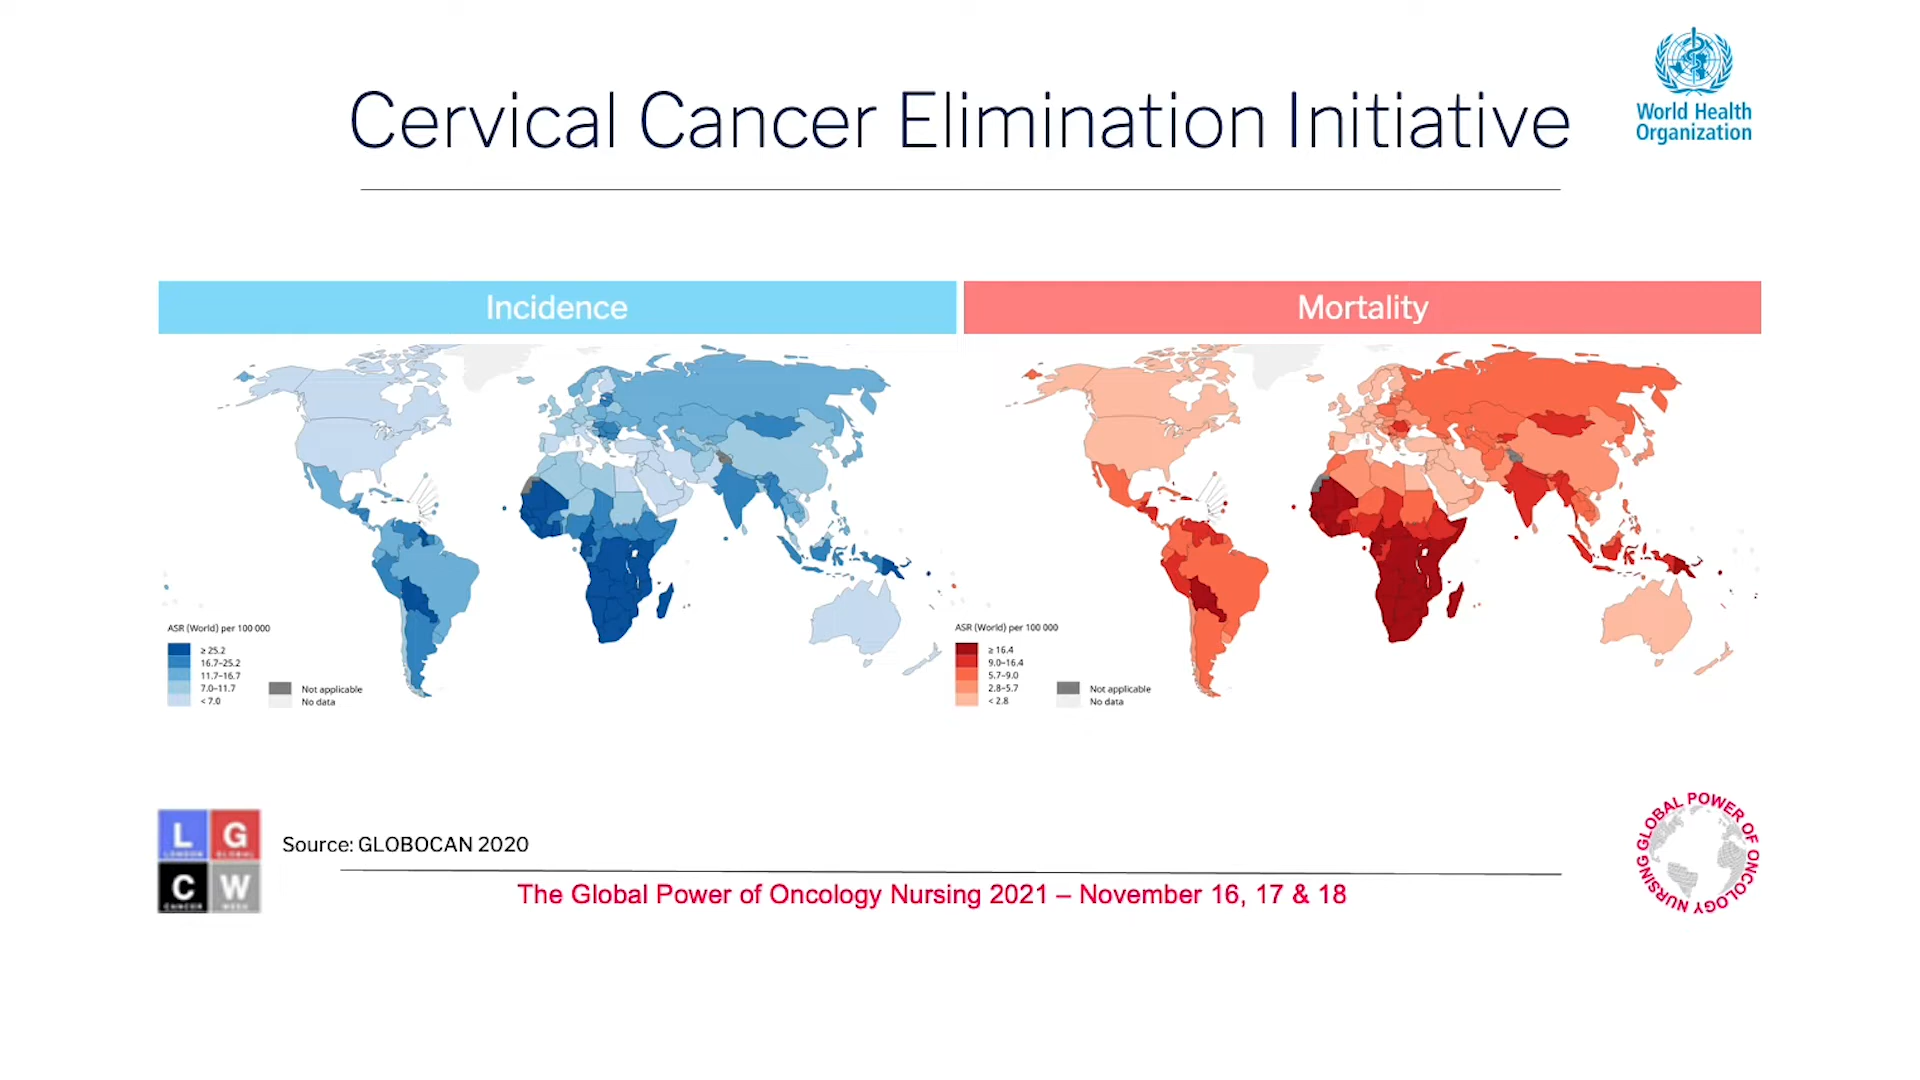 Cervical Cancer Elimination Initiative
World Health
Organization
Incidence
Mortality
ASR (World) per 100 000
≥ 25.2
16.7–25.2
11.7–16.7
7.0–11.7
< 7.0
Not applicable
No data
ASR (World) per 100 000
≥ 16.4
9.0–16.4
5.7–9.0
2.8–5.7
< 2.8
Not applicable
No data
L G
LONDON GLOBAL
C W
CANCER WEEK
Source: GLOBOCAN 2020
The Global Power of Oncology Nursing 2021 – November 16, 17 & 18
GLOBAL POWER OF ONCOLOGY NURSING